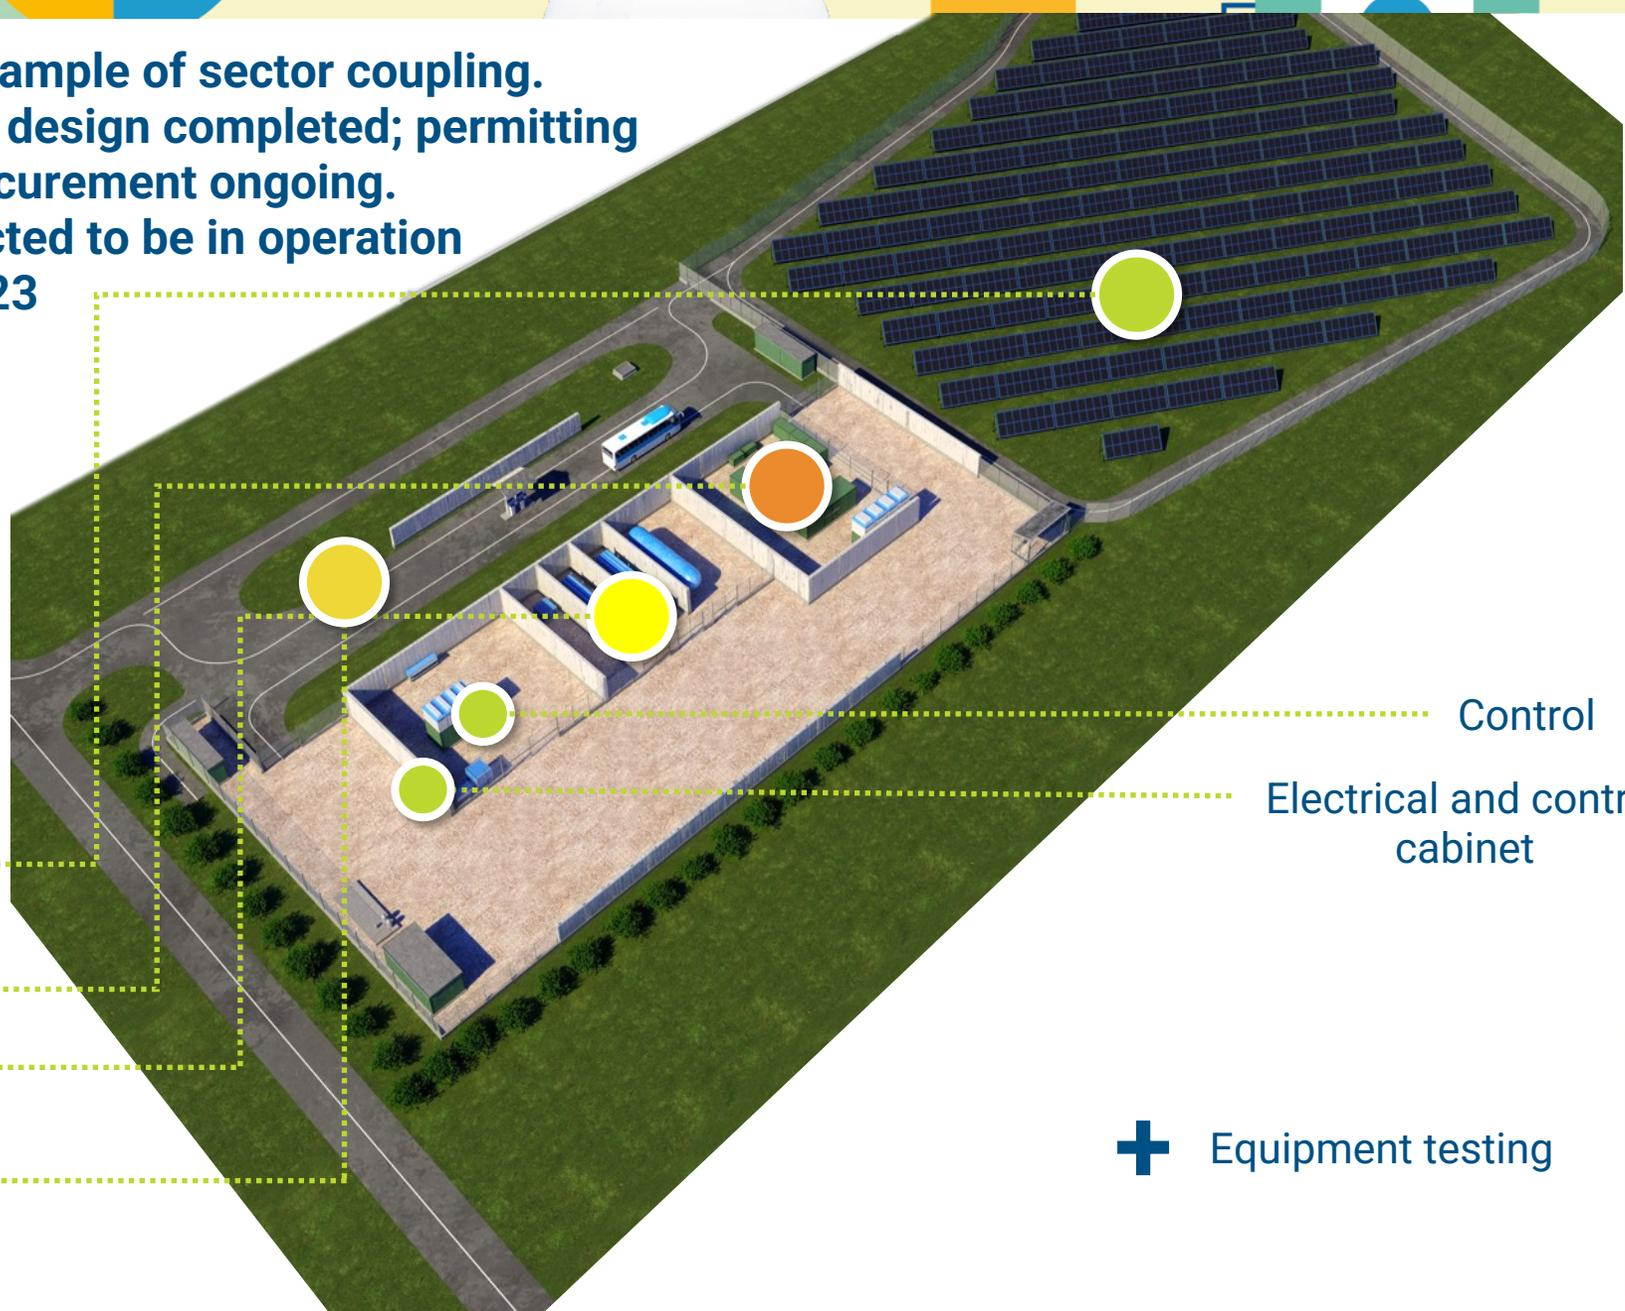 ample of sector coupling.
design completed; permitting
curement ongoing.
cted to be in operation
23
Control
Electrical and contr
cabinet
Equipment testing